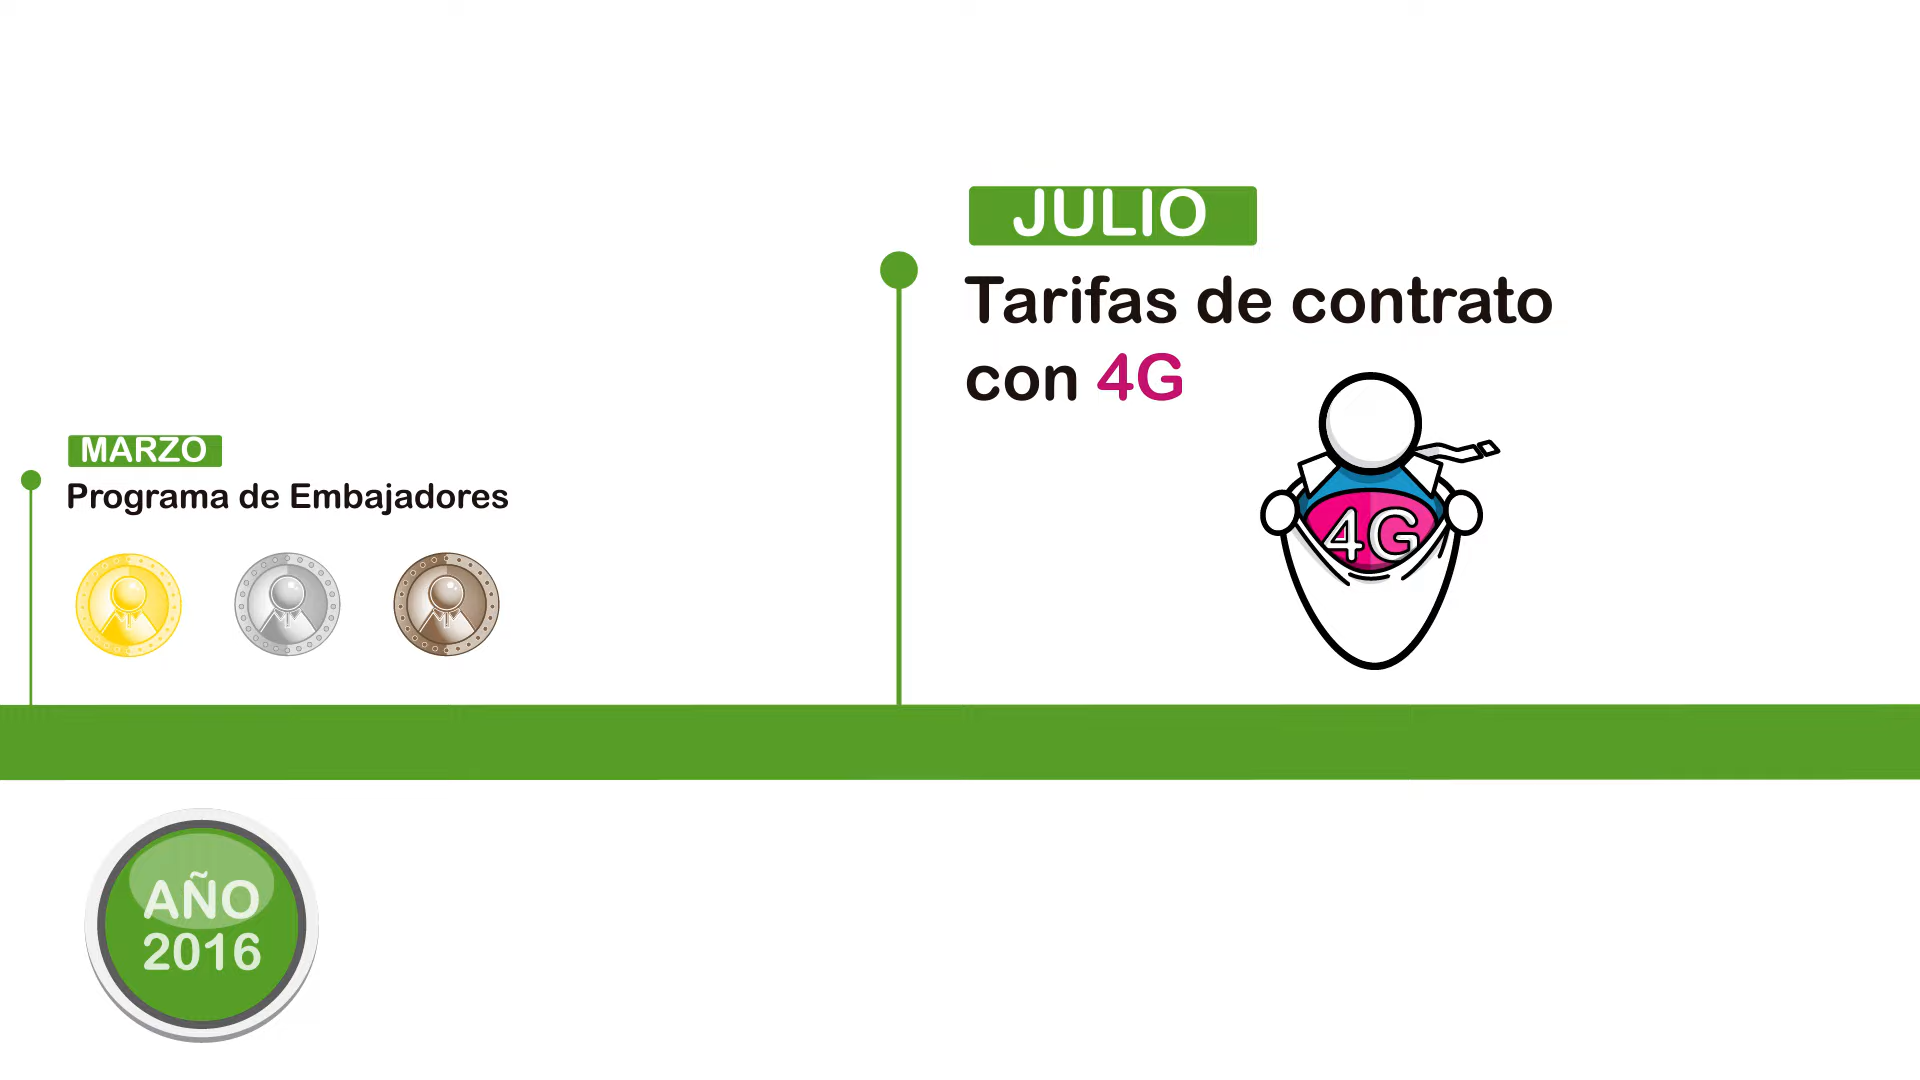 MARZO
Programa de Embajadores
JULIO
Tarifas de contrato
con 4G
4G
AÑO
2016